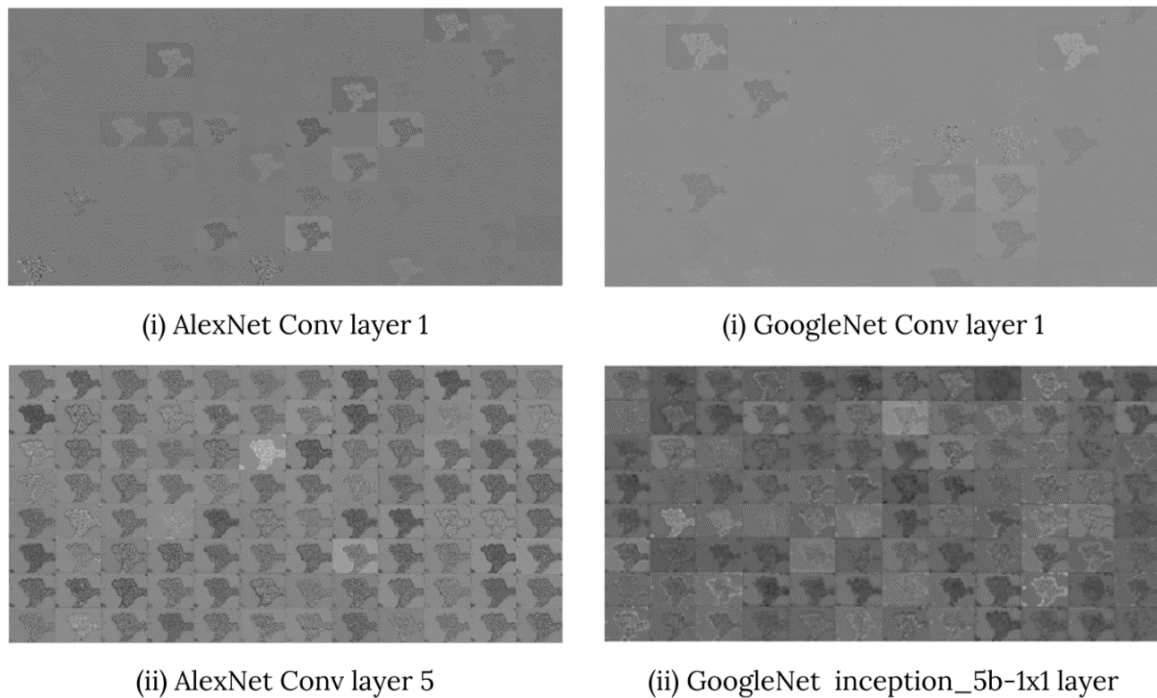 (i) AlexNet Conv layer 1
(i) GoogleNet Conv layer 1
(ii) AlexNet Conv layer 5
(ii) GoogleNet inception_5b-1x1 layer